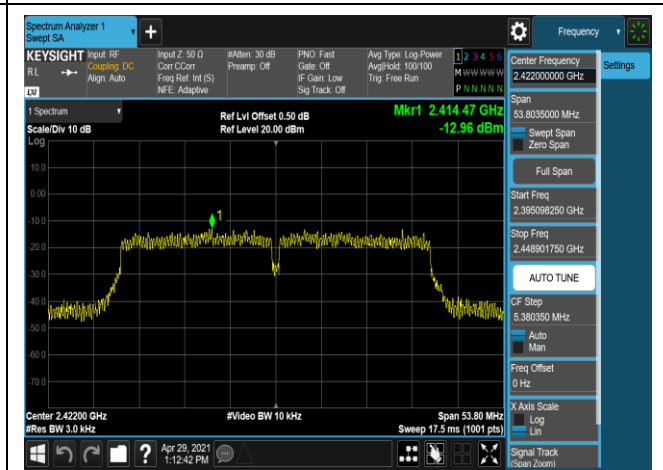 Spectrum Analyzer 1
Swept SA
+
Frequency
KEYSIGHT Input: RF Input Z: 50 Ω #Atten: 30 dB PNO: Fast Avg Type: Log-Power 1 2 3 4 5 6
RL Coupling: DC Corr CCorr Preamp: Off Gate: Off Avg|Hold: 100/100 M W W W W W
Align: Auto Freq Ref: Int (S) IF Gain: Low Trig: Free Run
NFE: Adaptive Sig Track: Off P N N N N N
LXI
1 Spectrum Ref Lvl Offset 0.50 dB Mkr1 2.414 47 GHz
Scale/Div 10 dB Ref Level 20.00 dBm -12.96 dBm
Log
10.0
0.00
-10.0
1
-20.0
-30.0
-40.0
-50.0
-60.0
-70.0
Center 2.42200 GHz #Video BW 10 kHz Span 53.80 MHz
#Res BW 3.0 kHz Sweep 17.5 ms (1001 pts)
? Apr 29, 2021
1:12:42 PM
Center Frequency
2.422000000 GHz
Settings
Span
53.8035000 MHz
Swept Span
Zero Span
Full Span
Start Freq
2.395098250 GHz
Stop Freq
2.448901750 GHz
AUTO TUNE
CF Step
5.380350 MHz
Auto
Man
Freq Offset
0 Hz
X Axis Scale
Log
Lin
Signal Track
(Span Zoom)